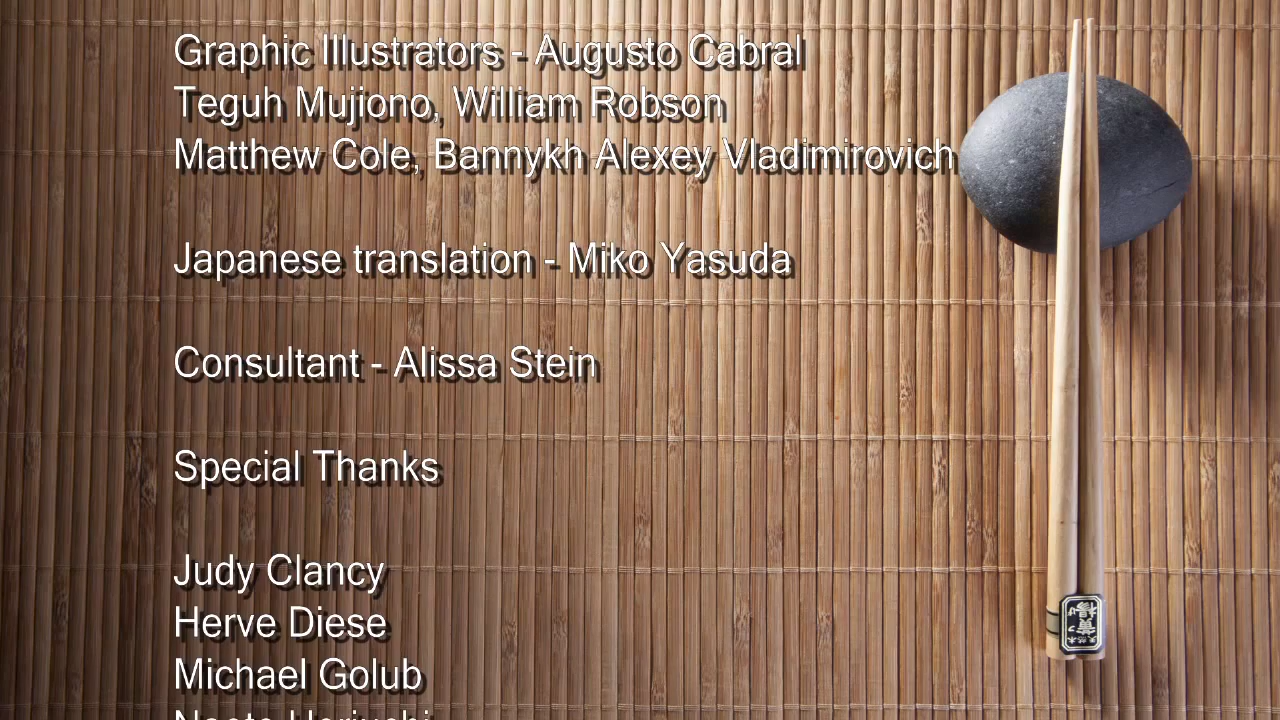 Graphic Illustrators - Augusto Cabral
Teguh Mujiono, William Robson
Matthew Cole, Bannykh Alexey Vladimirovich
Japanese translation - Miko Yasuda
Consultant - Alissa Stein
Special Thanks
Judy Clancy
Herve Diese
Michael Golub